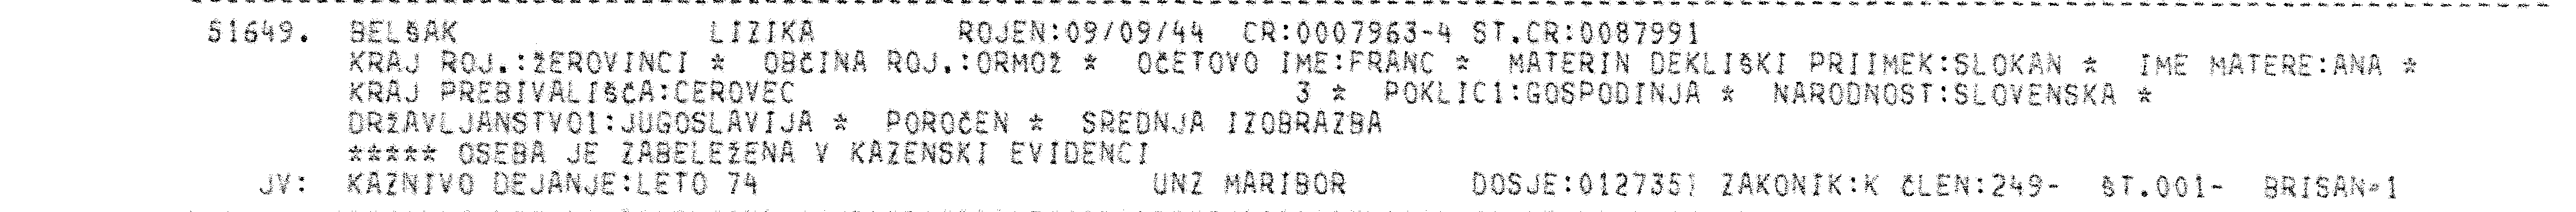 51649. BELŠAK LIZIKA ROJEN:09/09/44 CR:0007963-4 ST.CR:0087991
KRAJ ROJ.:ŽEROVINCI * OBČINA ROJ.:ORMOŽ * OČETOVO IME:FRANC * MATERIN DEKLIŠKI PRIIMEK:SLOKAN * IME MATERE:ANA *
KRAJ PREBIVALIŠČA:CEROVEC 3 * POKLIC1:GOSPODINJA * NARODNOST:SLOVENSKA *
DRŽAVLJANSTVO1:JUGOSLAVIJA * POROČEN * SREDNJA IZOBRAZBA
***** OSEBA JE ZABELEŽENA V KAZENSKI EVIDENCI
JV: KAZNIVO DEJANJE:LETO 74 UNZ MARIBOR DOSJE:0127351 ZAKONIK:K ČLEN:249- ŠT.001- BRISAN=1